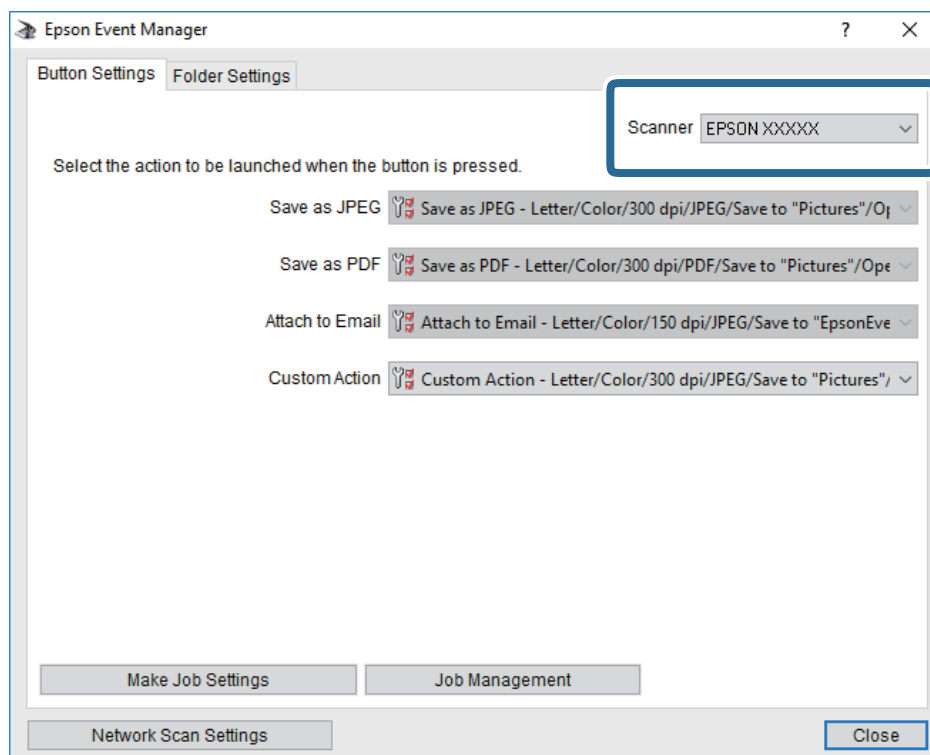 Epson Event Manager ?
Button Settings Folder Settings
Scanner EPSON XXXXX
Select the action to be launched when the button is pressed.
Save as JPEG Save as JPEG - Letter/Color/300 dpi/JPEG/Save to "Pictures"/Op
Save as PDF Save as PDF - Letter/Color/300 dpi/PDF/Save to "Pictures"/Ope
Attach to Email Attach to Email - Letter/Color/150 dpi/JPEG/Save to "EpsonEve
Custom Action Custom Action - Letter/Color/300 dpi/JPEG/Save to "Pictures"/
Make Job Settings Job Management
Network Scan Settings Close